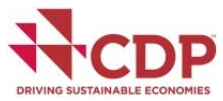 CDP
DRIVING SUSTAINABLE ECONOMIES